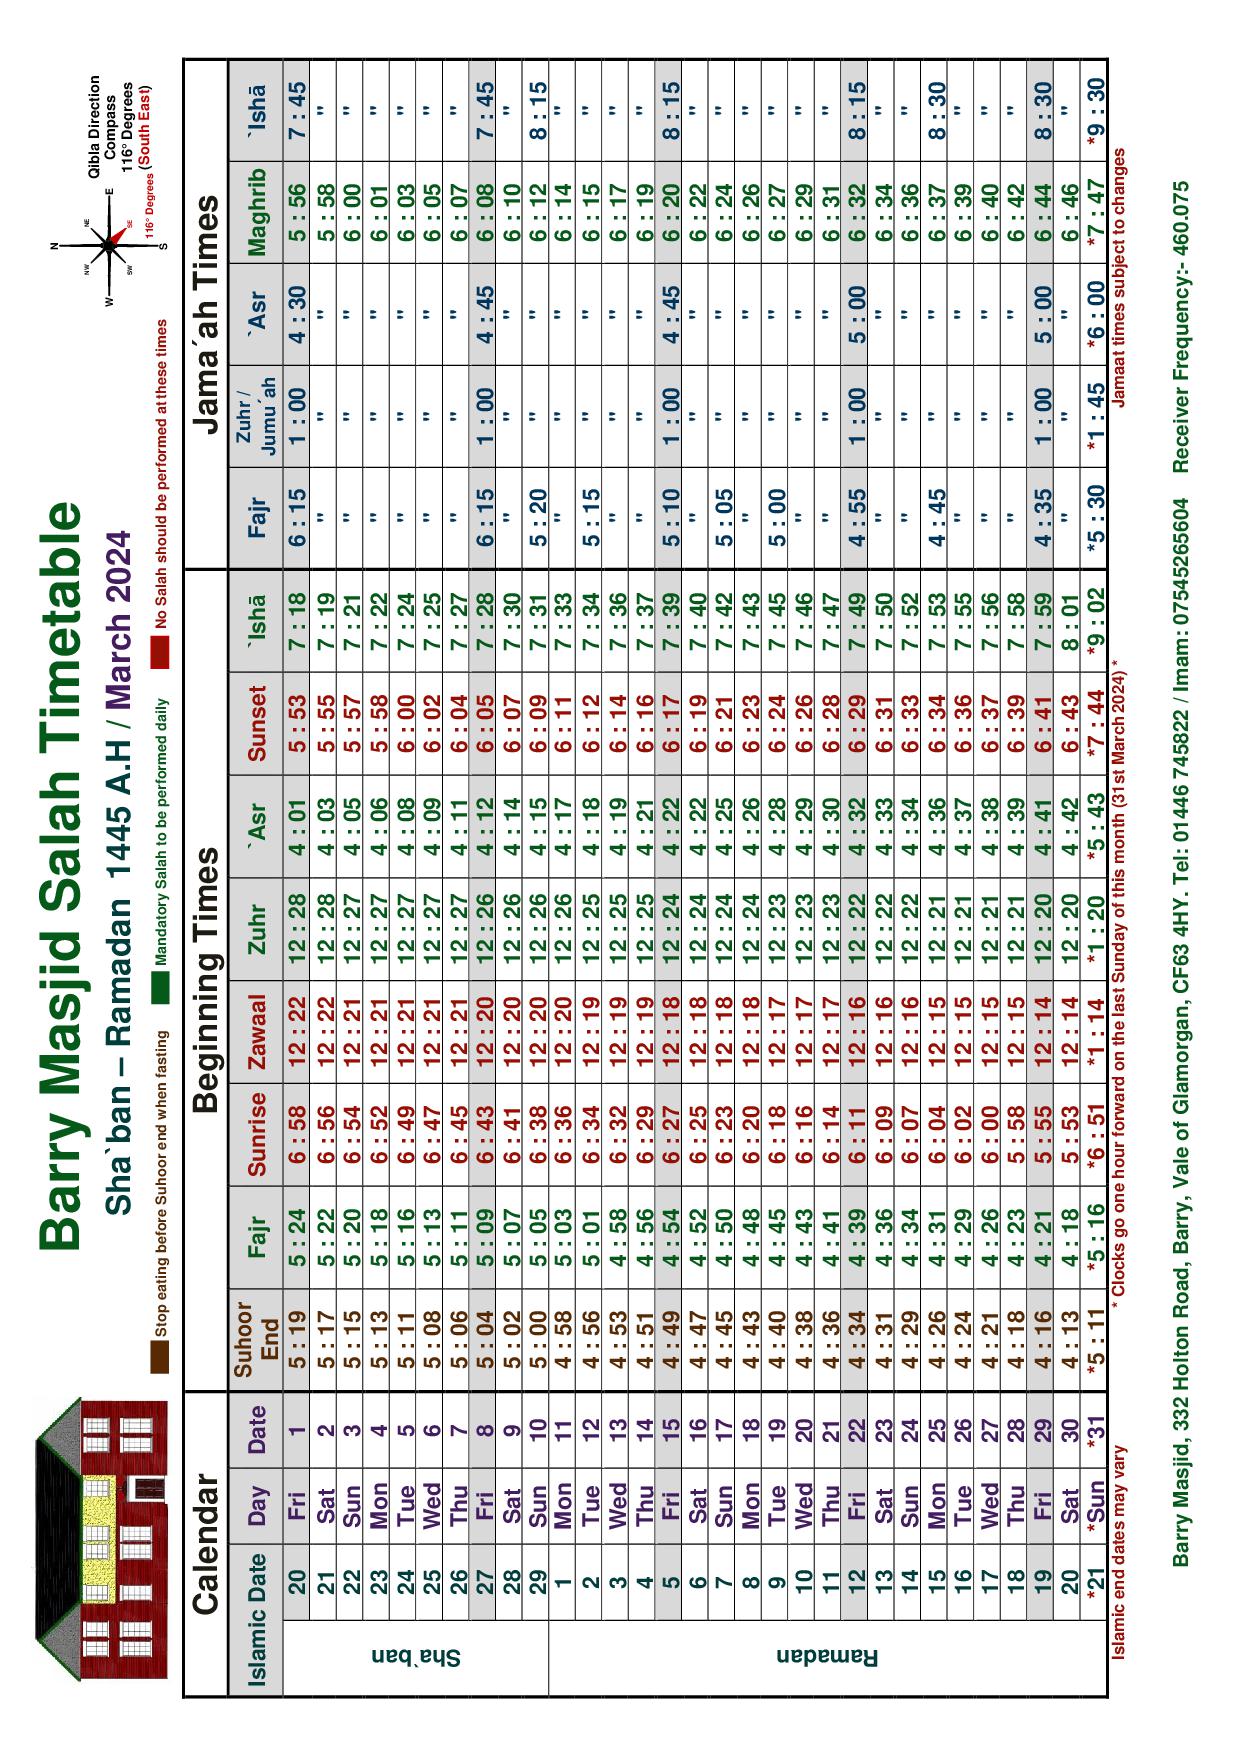 Barry Masjid Salah Timetable
Sha`ban – Ramadan 1445 A.H / March 2024
Stop eating before Suhoor end when fasting Mandatory Salah to be performed daily No Salah should be performed at these times
N
NW NE
W E
SW SE
S
116° Degrees
Qibla Direction
Compass
116° Degrees
(South East)
Calendar Beginning Times Jama´ah Times
Islamic Date Day Date Suhoor End Fajr Sunrise Zawaal Zuhr `Asr Sunset `Ishā Fajr Zuhr / Jumu´ah `Asr Maghrib `Ishā
Sha`ban
20 Fri 1 5 : 19 5 : 24 6 : 58 12 : 22 12 : 28 4 : 01 5 : 53 7 : 18 6 : 15 1 : 00 4 : 30 5 : 56 7 : 45
21 Sat 2 5 : 17 5 : 22 6 : 56 12 : 22 12 : 28 4 : 03 5 : 55 7 : 19 " " " 5 : 58 "
22 Sun 3 5 : 15 5 : 20 6 : 54 12 : 21 12 : 27 4 : 05 5 : 57 7 : 21 " " " 6 : 00 "
23 Mon 4 5 : 13 5 : 18 6 : 52 12 : 21 12 : 27 4 : 06 5 : 58 7 : 22 " " " 6 : 01 "
24 Tue 5 5 : 11 5 : 16 6 : 49 12 : 21 12 : 27 4 : 08 6 : 00 7 : 24 " " " 6 : 03 "
25 Wed 6 5 : 08 5 : 13 6 : 47 12 : 21 12 : 27 4 : 09 6 : 02 7 : 25 " " " 6 : 05 "
26 Thu 7 5 : 06 5 : 11 6 : 45 12 : 21 12 : 27 4 : 11 6 : 04 7 : 27 " " " 6 : 07 "
27 Fri 8 5 : 04 5 : 09 6 : 43 12 : 20 12 : 26 4 : 12 6 : 05 7 : 28 6 : 15 1 : 00 4 : 45 6 : 08 7 : 45
28 Sat 9 5 : 02 5 : 07 6 : 41 12 : 20 12 : 26 4 : 14 6 : 07 7 : 30 " " " 6 : 10 "
29 Sun 10 5 : 00 5 : 05 6 : 38 12 : 20 12 : 26 4 : 15 6 : 09 7 : 31 5 : 20 " " 6 : 12 8 : 15
Ramadan
1 Mon 11 4 : 58 5 : 03 6 : 36 12 : 20 12 : 26 4 : 17 6 : 11 7 : 33 " " " 6 : 14 "
2 Tue 12 4 : 56 5 : 01 6 : 34 12 : 19 12 : 25 4 : 18 6 : 12 7 : 34 5 : 15 " " 6 : 15 "
3 Wed 13 4 : 53 4 : 58 6 : 32 12 : 19 12 : 25 4 : 19 6 : 14 7 : 36 " " " 6 : 17 "
4 Thu 14 4 : 51 4 : 56 6 : 29 12 : 19 12 : 25 4 : 21 6 : 16 7 : 37 " " " 6 : 19 "
5 Fri 15 4 : 49 4 : 54 6 : 27 12 : 18 12 : 24 4 : 22 6 : 17 7 : 39 5 : 10 1 : 00 4 : 45 6 : 20 8 : 15
6 Sat 16 4 : 47 4 : 52 6 : 25 12 : 18 12 : 24 4 : 22 6 : 19 7 : 40 " " " 6 : 22 "
7 Sun 17 4 : 45 4 : 50 6 : 23 12 : 18 12 : 24 4 : 25 6 : 21 7 : 42 5 : 05 " " 6 : 24 "
8 Mon 18 4 : 43 4 : 48 6 : 20 12 : 18 12 : 24 4 : 26 6 : 23 7 : 43 " " " 6 : 26 "
9 Tue 19 4 : 40 4 : 45 6 : 18 12 : 17 12 : 23 4 : 28 6 : 24 7 : 45 5 : 00 " " 6 : 27 "
10 Wed 20 4 : 38 4 : 43 6 : 16 12 : 17 12 : 23 4 : 29 6 : 26 7 : 46 " " " 6 : 29 "
11 Thu 21 4 : 36 4 : 41 6 : 14 12 : 17 12 : 23 4 : 30 6 : 28 7 : 47 " " " 6 : 31 "
12 Fri 22 4 : 34 4 : 39 6 : 11 12 : 16 12 : 22 4 : 32 6 : 29 7 : 49 4 : 55 1 : 00 5 : 00 6 : 32 8 : 15
13 Sat 23 4 : 31 4 : 36 6 : 09 12 : 16 12 : 22 4 : 33 6 : 31 7 : 50 " " " 6 : 34 "
14 Sun 24 4 : 29 4 : 34 6 : 07 12 : 16 12 : 22 4 : 34 6 : 33 7 : 52 " " " 6 : 36 "
15 Mon 25 4 : 26 4 : 31 6 : 04 12 : 15 12 : 21 4 : 36 6 : 34 7 : 53 4 : 45 " " 6 : 37 8 : 30
16 Tue 26 4 : 24 4 : 29 6 : 02 12 : 15 12 : 21 4 : 37 6 : 36 7 : 55 " " " 6 : 39 "
17 Wed 27 4 : 21 4 : 26 6 : 00 12 : 15 12 : 21 4 : 38 6 : 37 7 : 56 " " " 6 : 40 "
18 Thu 28 4 : 18 4 : 23 5 : 58 12 : 15 12 : 21 4 : 39 6 : 39 7 : 58 " " " 6 : 42 "
19 Fri 29 4 : 16 4 : 21 5 : 55 12 : 14 12 : 20 4 : 41 6 : 41 7 : 59 4 : 35 1 : 00 5 : 00 6 : 44 8 : 30
20 Sat 30 4 : 13 4 : 18 5 : 53 12 : 14 12 : 20 4 : 42 6 : 43 8 : 01 " " " 6 : 46 "
*21 *Sun *31 *5 : 11 *5 : 16 *6 : 51 *1 : 14 *1 : 20 *5 : 43 *7 : 44 *9 : 02 *5 : 30 *1 : 45 *6 : 00 *7 : 47 *9 : 30
Islamic end dates may vary * Clocks go one hour forward on the last Sunday of this month (31st March 2024) * Jamaat times subject to changes
Barry Masjid, 332 Holton Road, Barry, Vale of Glamorgan, CF63 4HY. Tel: 01446 745822 / Imam: 07545265604 Receiver Frequency:- 460.075